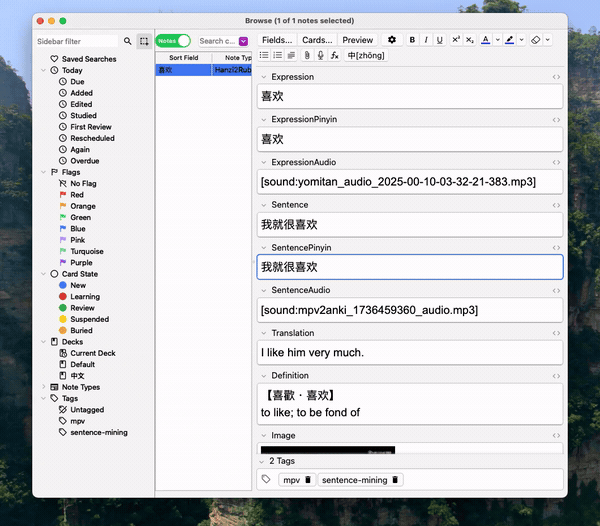 Browse (1 of 1 notes selected)
Sidebar filter
Saved Searches
Today
Due
Added
Edited
Studied
First Review
Rescheduled
Again
Overdue
Flags
No Flag
Red
Orange
Green
Blue
Pink
Turquoise
Purple
Card State
New
Learning
Review
Suspended
Buried
Decks
Current Deck
Default
中文
Note Types
Tags
Untagged
mpv
sentence-mining
Notes
Search c...
Sort Field Note Typ
喜欢 Hanzi2Rub
Fields... Cards... Preview B I U x² x₂ A
fx 中[zhōng]
Expression
喜欢
ExpressionPinyin
喜欢
ExpressionAudio
[sound:yomitan_audio_2025-00-10-03-32-21-383.mp3]
Sentence
我就很喜欢
SentencePinyin
我就很喜欢
SentenceAudio
[sound:mpv2anki_1736459360_audio.mp3]
Translation
I like him very much.
Definition
【喜歡・喜欢】
to like; to be fond of
Image
2 Tags
mpv
sentence-mining